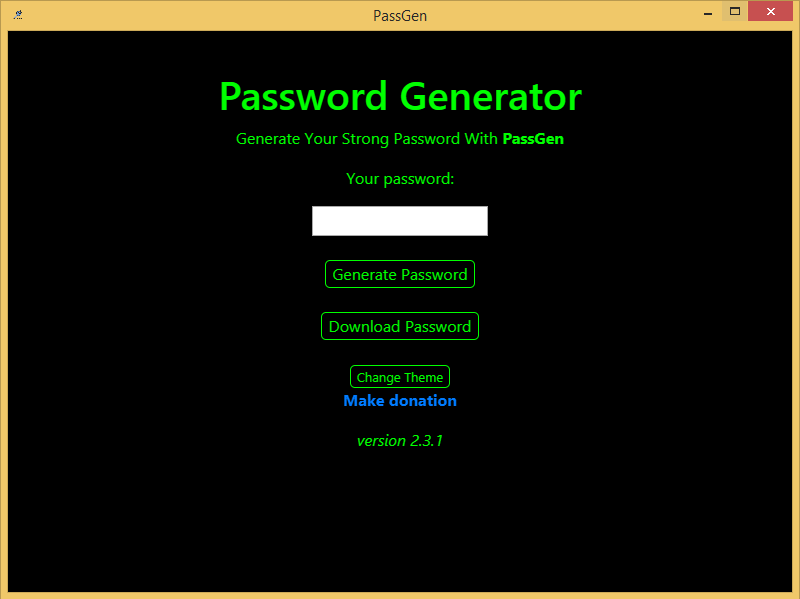 PassGen
Password Generator
Generate Your Strong Password With PassGen
Your password:
Generate Password
Download Password
Change Theme
Make donation
version 2.3.1